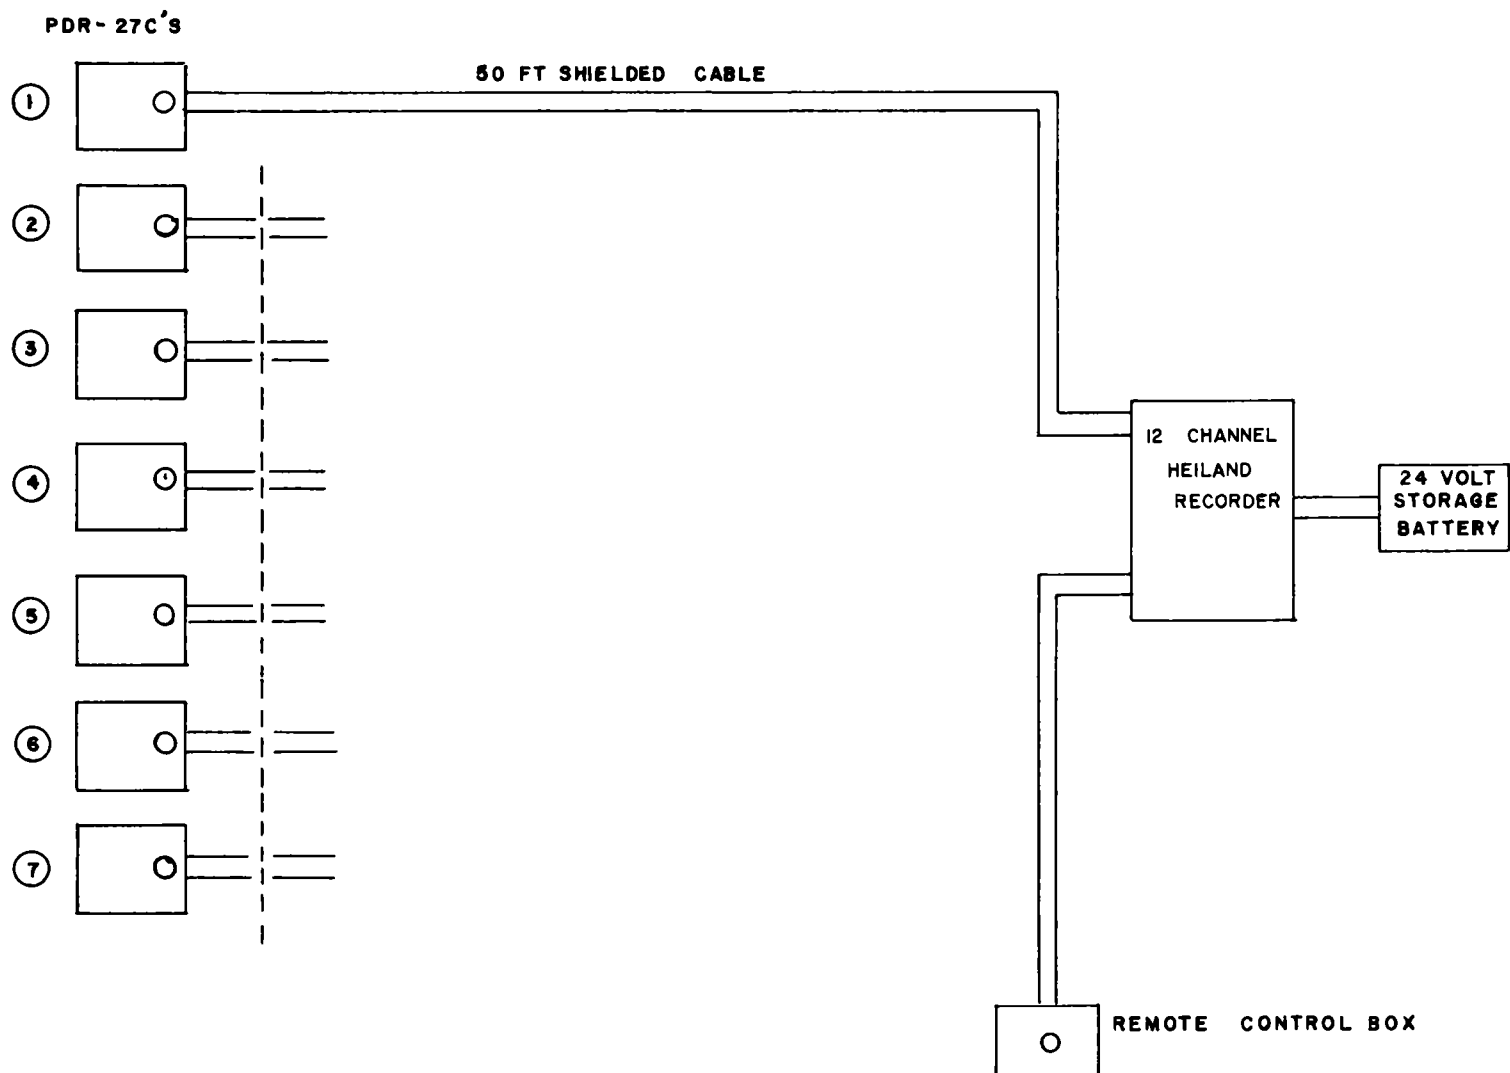 PDR-27C'S
50 FT SHIELDED CABLE
1
2
3
4
5
6
7
12 CHANNEL
HEILAND
RECORDER
24 VOLT
STORAGE
BATTERY
REMOTE CONTROL BOX